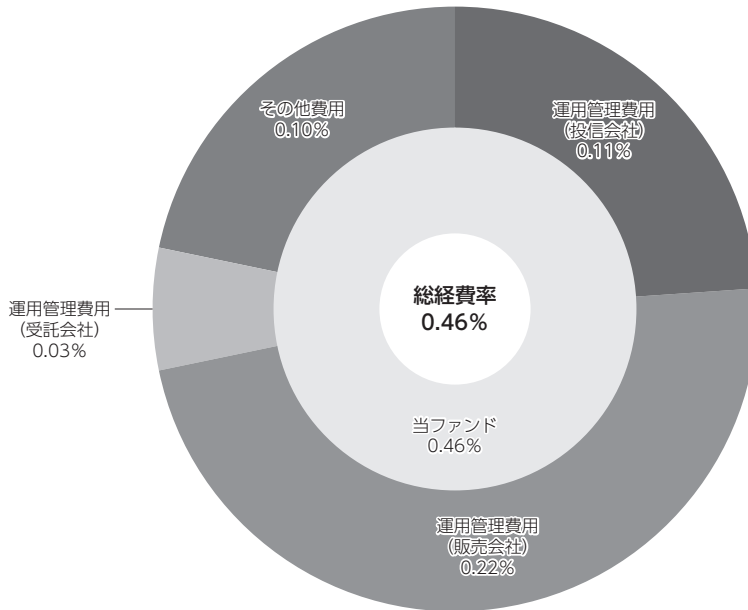 その他費用
0.10%
運用管理費用
(投信会社)
0.11%
総経費率
0.46%
運用管理費用
(受託会社)
0.03%
当ファンド
0.46%
運用管理費用
(販売会社)
0.22%